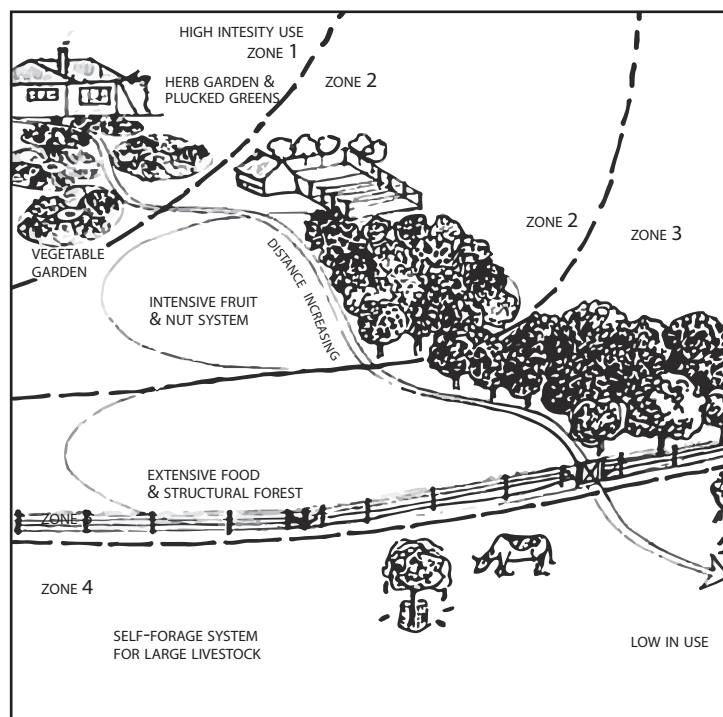 HIGH INTESITY USE
ZONE 1
HERB GARDEN &
PLUCKED GREENS
ZONE 2
ZONE 2
ZONE 3
VEGETABLE
GARDEN
DISTANCE INCREASING
INTENSIVE FRUIT
& NUT SYSTEM
EXTENSIVE FOOD
& STRUCTURAL FOREST
ZONE
ZONE 4
SELF-FORAGE SYSTEM
FOR LARGE LIVESTOCK
LOW IN USE